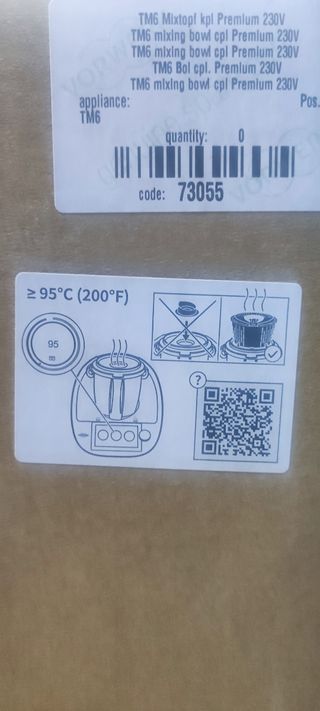 TM6 Mixtopf kpl Premium 230V
TM6 mixing bowl cpl Premium 230V
TM6 mixing bowl cpl Premium 230V
TM6 Bol cpl. Premium 230V
TM6 mixing bowl cpl Premium 230V
appliance: Pos.
TM6
quantity: 0
code: 73055
≥ 95°C (200°F)
95
?